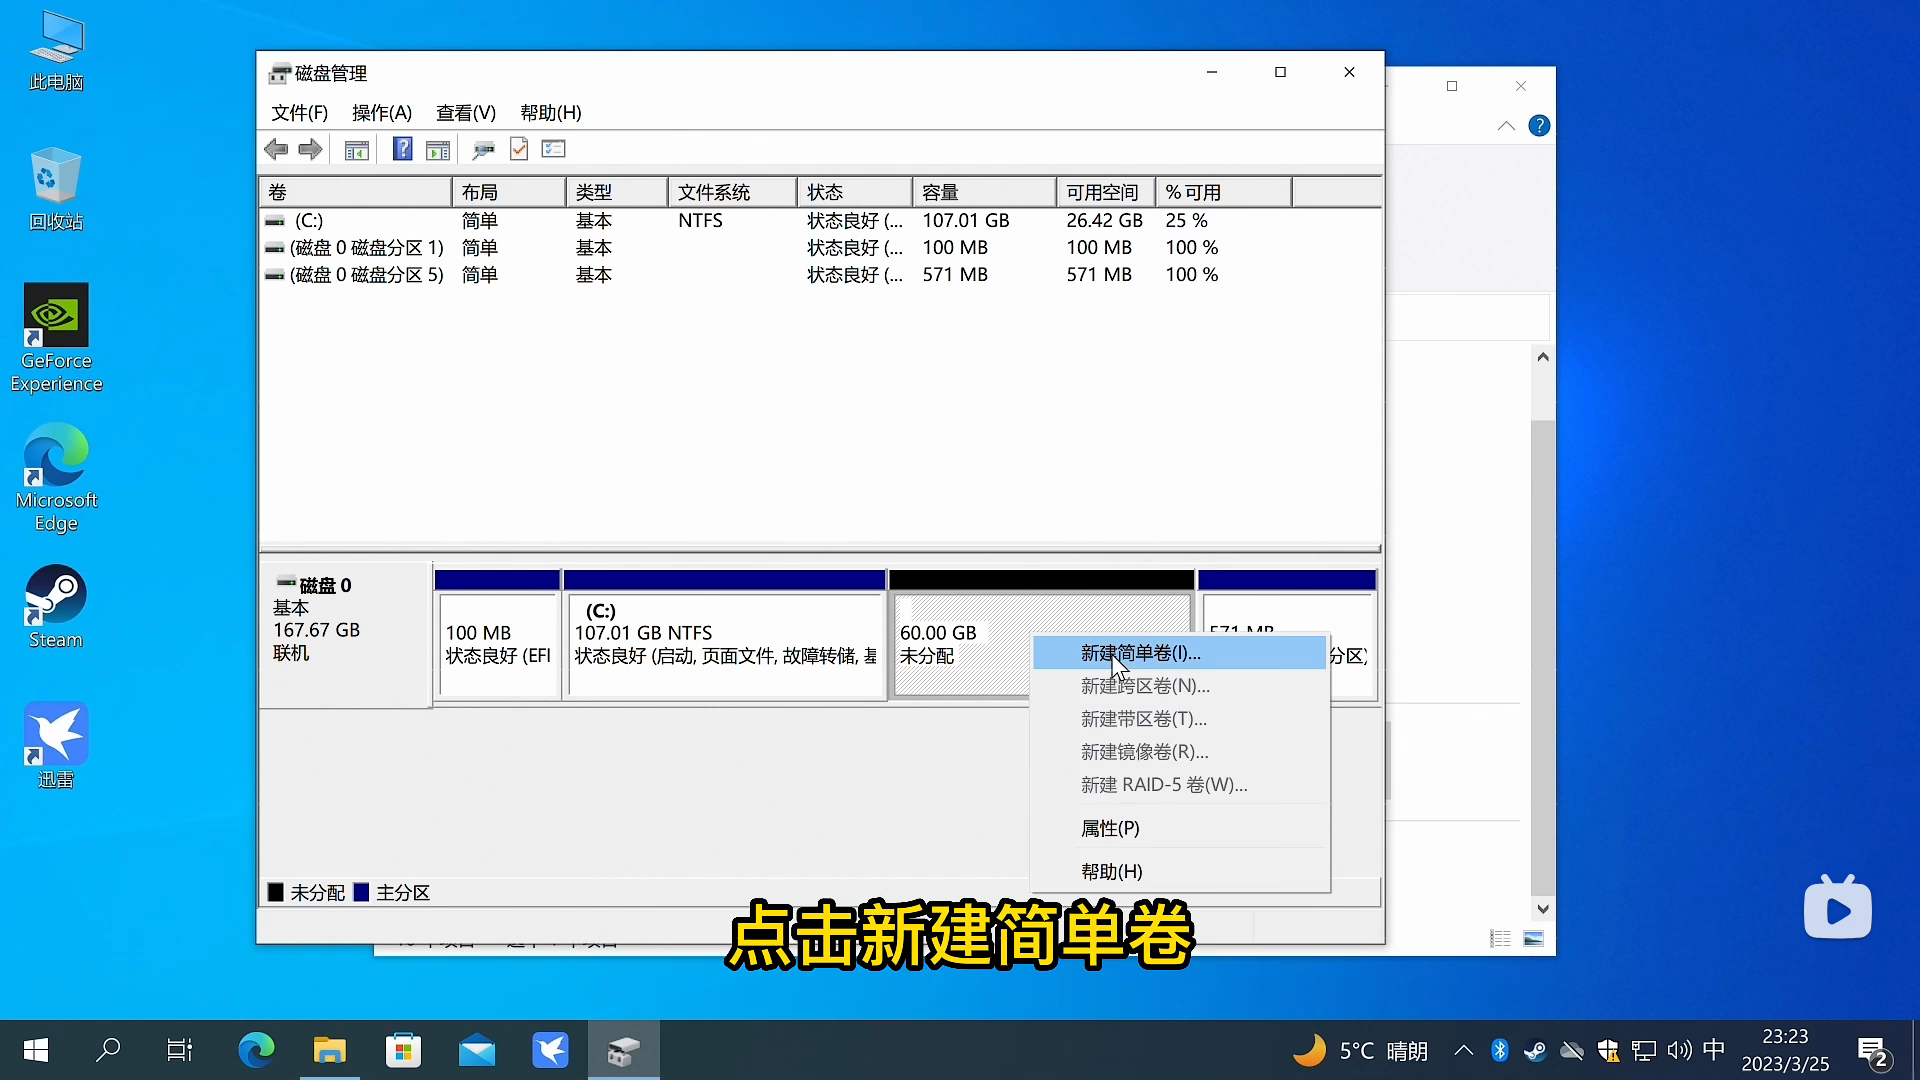 此电脑
回收站
GeForce
Experience
Microsoft
Edge
Steam
迅雷
磁盘管理
文件(F) 操作(A) 查看(V) 帮助(H)
卷 布局 类型 文件系统 状态 容量 可用空间 % 可用
(C:) 简单 基本 NTFS 状态良好 (... 107.01 GB 26.42 GB 25 %
(磁盘 0 磁盘分区 1) 简单 基本 状态良好 (... 100 MB 100 MB 100 %
(磁盘 0 磁盘分区 5) 简单 基本 状态良好 (... 571 MB 571 MB 100 %
磁盘 0
基本
167.67 GB
联机
100 MB
状态良好 (EFI
(C:)
107.01 GB NTFS
状态良好 (启动, 页面文件, 故障转储, 基
60.00 GB
未分配
571 MB
分区)
新建简单卷(I)...
新建跨区卷(N)...
新建带区卷(T)...
新建镜像卷(R)...
新建 RAID-5 卷(W)...
属性(P)
帮助(H)
未分配 主分区
点击新建简单卷
5°C 晴朗
中
23:23
2023/3/25
2